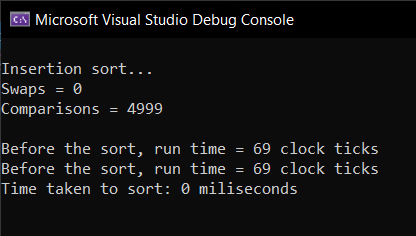 Microsoft Visual Studio Debug Console
Insertion sort...
Swaps = 0
Comparisons = 4999
Before the sort, run time = 69 clock ticks
Before the sort, run time = 69 clock ticks
Time taken to sort: 0 miliseconds